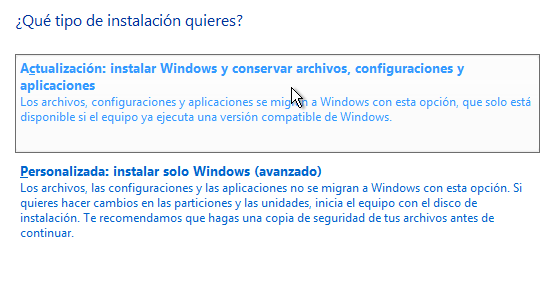 ¿Qué tipo de instalación quieres?
Actualización: instalar Windows y conservar archivos, configuraciones y
aplicaciones
Los archivos, configuraciones y aplicaciones se migran a Windows con esta opción, que solo está
disponible si el equipo ya ejecuta una versión compatible de Windows.
Personalizada: instalar solo Windows (avanzado)
Los archivos, las configuraciones y las aplicaciones no se migran a Windows con esta opción. Si
quieres hacer cambios en las particiones y las unidades, inicia el equipo con el disco de
instalación. Te recomendamos que hagas una copia de seguridad de tus archivos antes de
continuar.